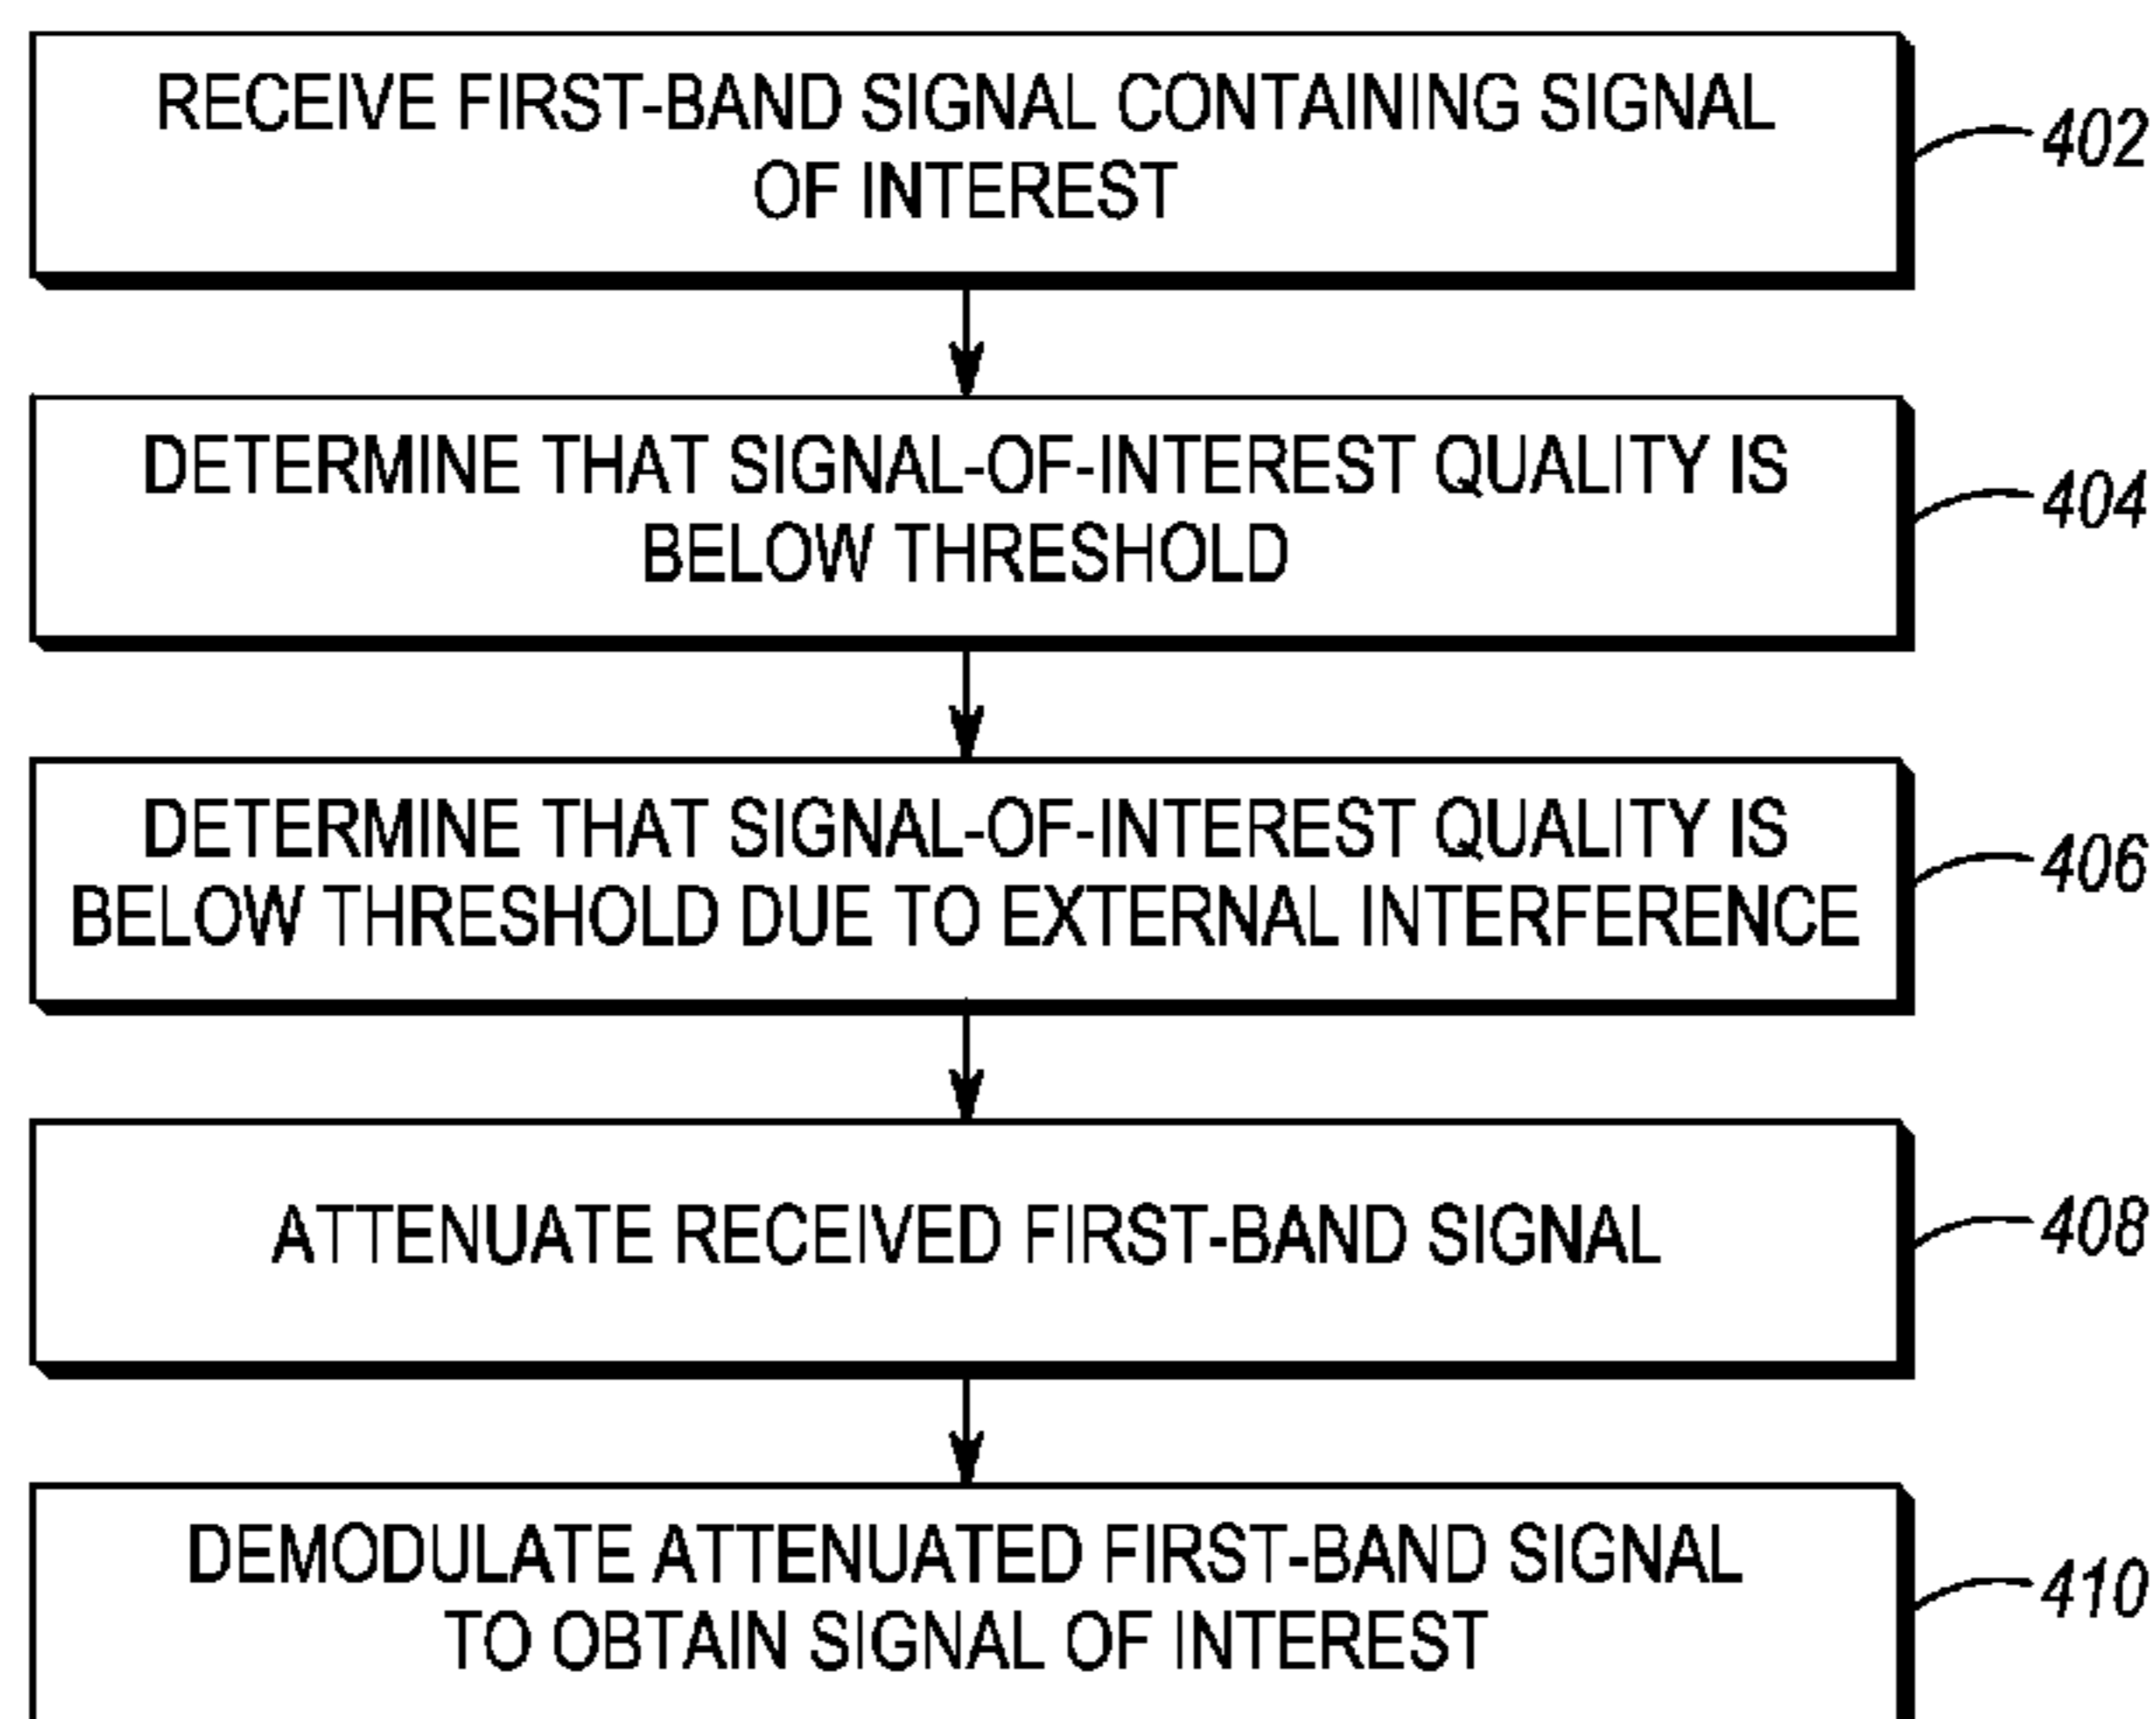 RECEIVE FIRST-BAND SIGNAL CONTAINING SIGNAL
OF INTEREST
402
DETERMINE THAT SIGNAL-OF-INTEREST QUALITY IS
BELOW THRESHOLD
404
DETERMINE THAT SIGNAL-OF-INTEREST QUALITY IS
BELOW THRESHOLD DUE TO EXTERNAL INTERFERENCE
406
ATTENUATE RECEIVED FIRST-BAND SIGNAL
408
DEMODULATE ATTENUATED FIRST-BAND SIGNAL
TO OBTAIN SIGNAL OF INTEREST
410